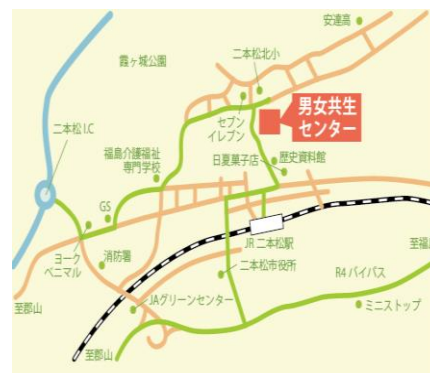 安達高
二本松北小
霞ヶ城公園
男女共生
センター
セブン
イレブン
二本松I.C
福島介護福祉
専門学校
日夏菓子店
歴史資料館
GS
ヨーク
ベニマル
消防署
JR 二本松駅
至福
二本松市役所
R4 バイパス
至郡山
JAグリーンセンター
ミニストップ
至郡山